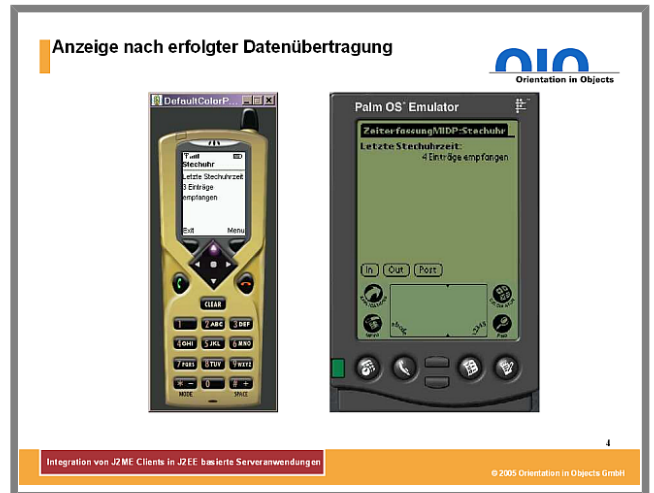 Anzeige nach erfolgter Datenübertragung
Orientation in Objects
DefaultColorP...
Stechuhr
Letzte Stechuhrzeit
3 Einträge
empfangen
Exit Menu
CLEAR
1 2 ABC 3 DEF
4 GHI 5 JKL 6 MNO
7 PQRS 8 TUV 9 WXYZ
* - 0 # +
MODE SPACE
Palm OS® Emulator
ZeiterfassungMIDP:Stechuhr
Letzte Stechuhrzeit:
4 Einträge empfangen
In Out Post
4
Integration von J2ME Clients in J2EE basierte Serveranwendungen
© 2005 Orientation in Objects GmbH